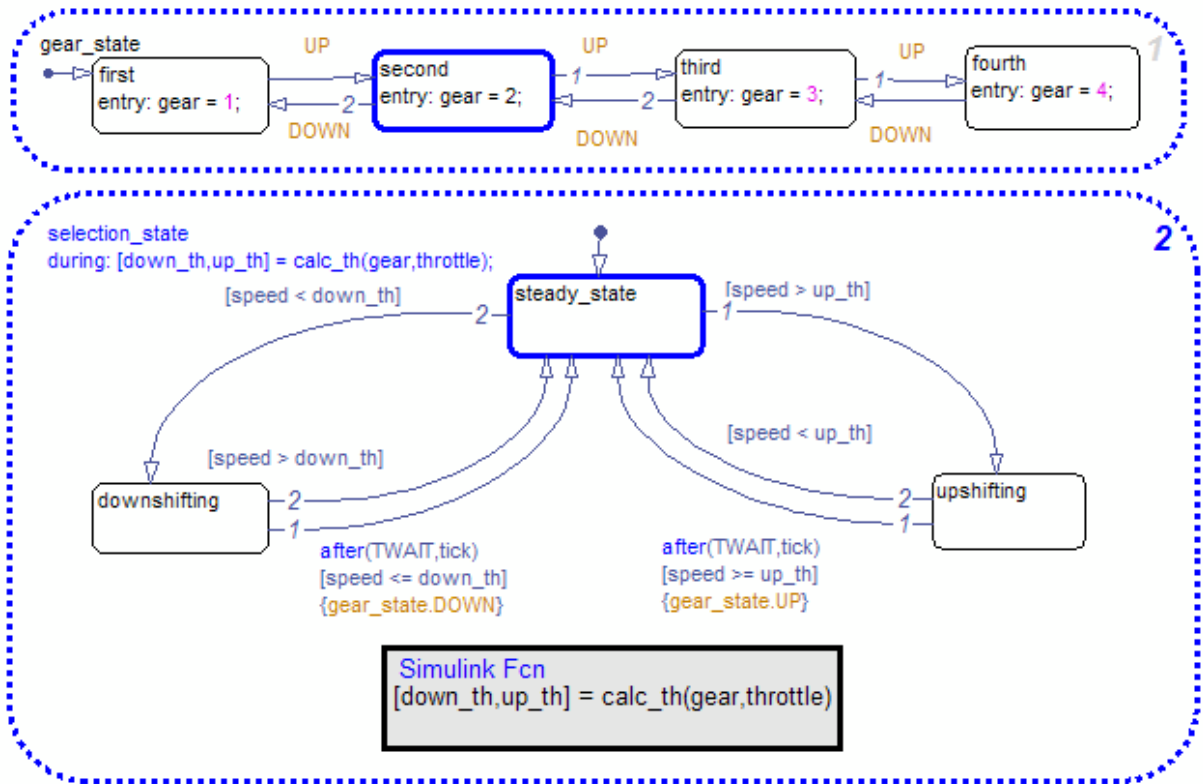 gear_state
1
UP
UP
UP
first
entry: gear = 1;
second
entry: gear = 2;
third
entry: gear = 3;
fourth
entry: gear = 4;
1
1
2
2
DOWN
DOWN
DOWN
2
selection_state
during: [down_th,up_th] = calc_th(gear,throttle);
[speed < down_th]
2
steady_state
1
[speed > up_th]
[speed > down_th]
[speed < up_th]
downshifting
2
1
upshifting
2
1
after(TWAIT,tick)
[speed <= down_th]
{gear_state.DOWN}
after(TWAIT,tick)
[speed >= up_th]
{gear_state.UP}
Simulink Fcn
[down_th,up_th] = calc_th(gear,throttle)